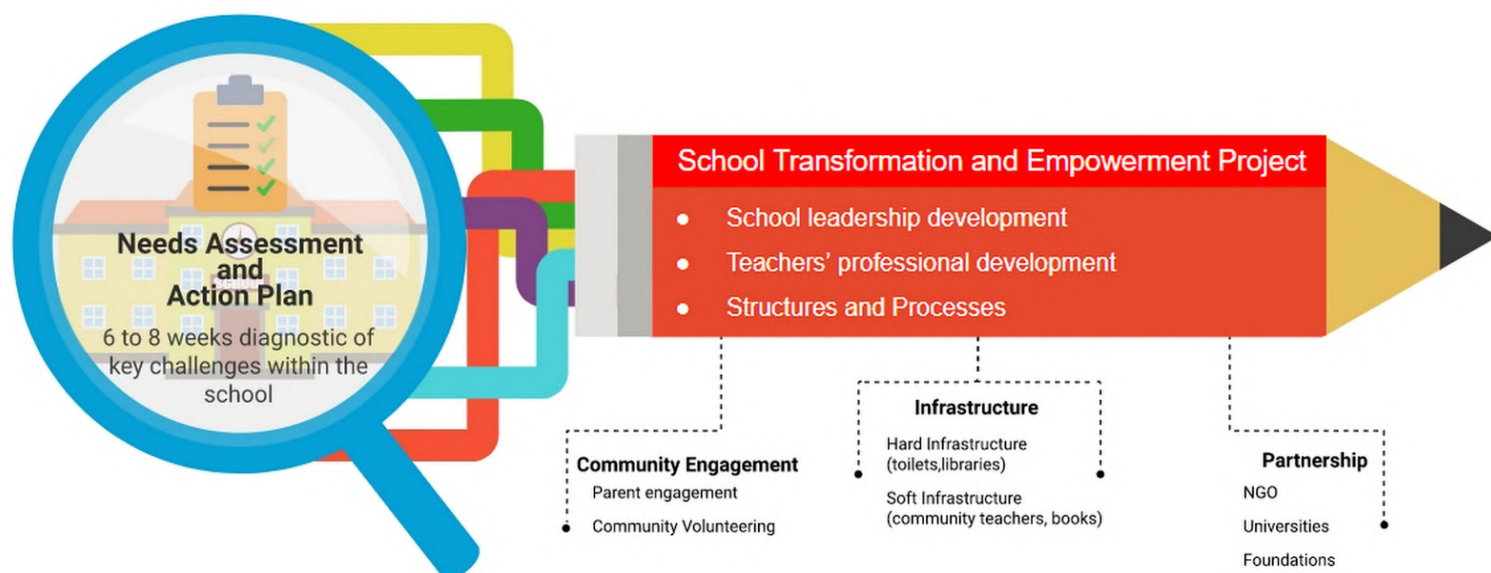 Needs Assessment
and
Action Plan
6 to 8 weeks diagnostic of
key challenges within the
school
SCHOOL
School Transformation and Empowerment Project
● School leadership development
● Teachers' professional development
● Structures and Processes
Community Engagement
Parent engagement
Community Volunteering
Infrastructure
Hard Infrastructure
(toilets,libraries)
Soft Infrastructure
(community teachers, books)
Partnership
NGO
Universities
Foundations